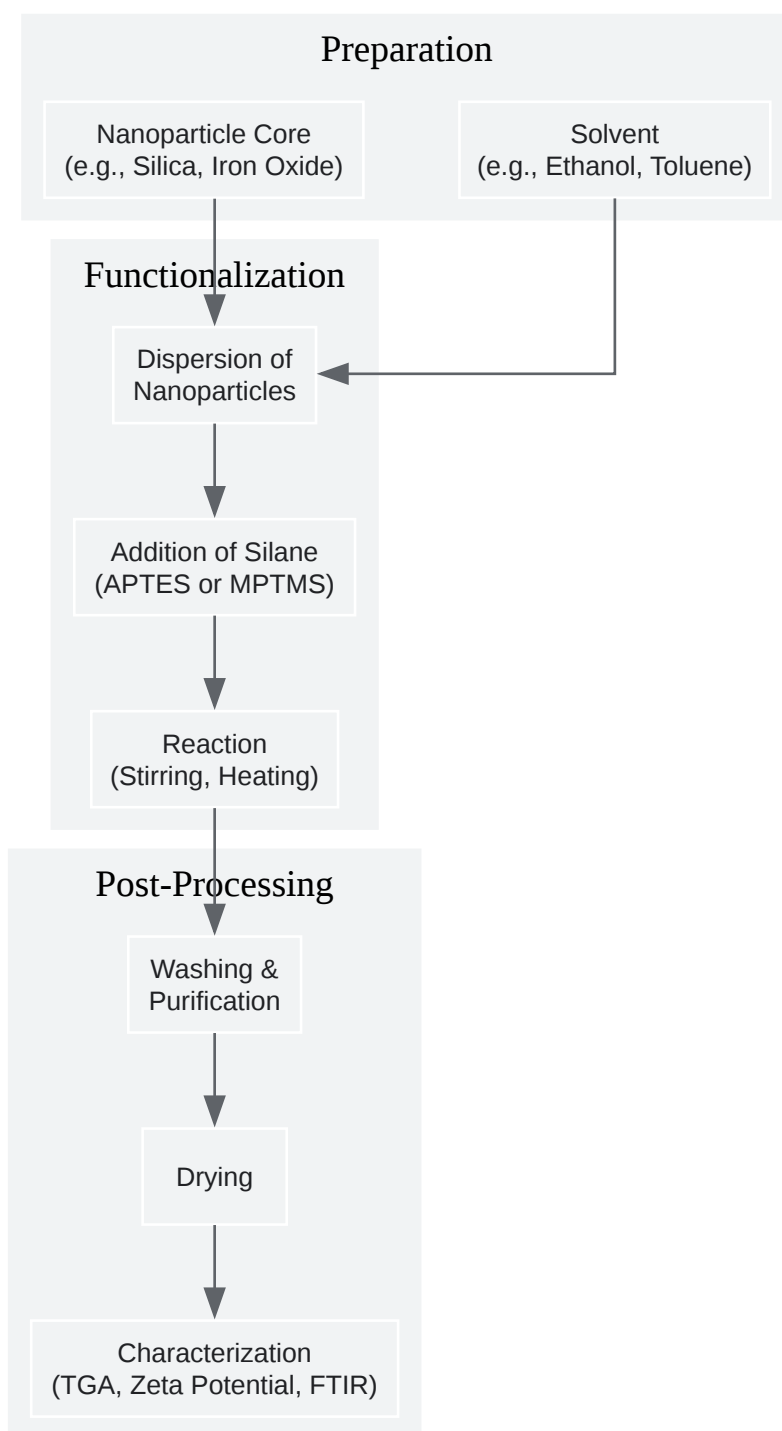 Preparation
Nanoparticle Core
(e.g., Silica, Iron Oxide)
Solvent
(e.g., Ethanol, Toluene)
Functionalization
Dispersion of
Nanoparticles
Addition of Silane
(APTES or MPTMS)
Reaction
(Stirring, Heating)
Post-Processing
Washing &
Purification
Drying
Characterization
(TGA, Zeta Potential, FTIR)